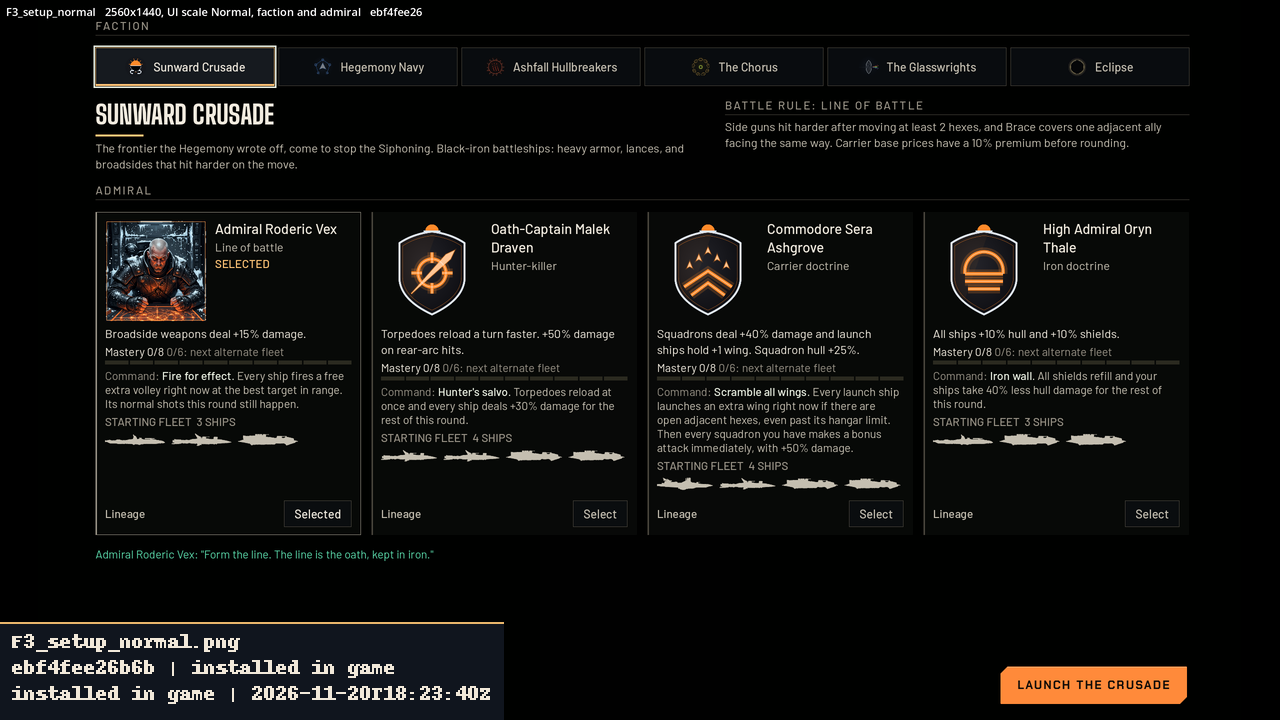 F3_setup_normal 2560x1440, UI scale Normal, faction and admiral ebf4fee26
FACTION
Sunward Crusade
Hegemony Navy
Ashfall Hullbreakers
The Chorus
The Glasswrights
Eclipse
SUNWARD CRUSADE
The frontier the Hegemony wrote off, come to stop the Siphoning. Black-iron battleships: heavy armor, lances, and
broadsides that hit harder on the move.
BATTLE RULE: LINE OF BATTLE
Side guns hit harder after moving at least 2 hexes, and Brace covers one adjacent ally
facing the same way. Carrier base prices have a 10% premium before rounding.
ADMIRAL
Admiral Roderic Vex
Line of battle
SELECTED
Broadside weapons deal +15% damage.
Mastery 0/8 0/6: next alternate fleet
Command: Fire for effect. Every ship fires a free
extra volley right now at the best target in range.
Its normal shots this round still happen.
STARTING FLEET 3 SHIPS
Lineage
Selected
Oath-Captain Malek
Draven
Hunter-killer
Torpedoes reload a turn faster. +50% damage
on rear-arc hits.
Mastery 0/8 0/6: next alternate fleet
Command: Hunter's salvo. Torpedoes reload at
once and every ship deals +30% damage for the
rest of this round.
STARTING FLEET 4 SHIPS
Lineage
Select
Commodore Sera
Ashgrove
Carrier doctrine
Squadrons deal +40% damage and launch
ships hold +1 wing. Squadron hull +25%.
Mastery 0/8 0/6: next alternate fleet
Command: Scramble all wings. Every launch ship
launches an extra wing right now if there are
open adjacent hexes, even past its hangar limit.
Then every squadron you have makes a bonus
attack immediately, with +50% damage.
STARTING FLEET 4 SHIPS
Lineage
Select
High Admiral Oryn
Thale
Iron doctrine
All ships +10% hull and +10% shields.
Mastery 0/8 0/6: next alternate fleet
Command: Iron wall. All shields refill and your
ships take 40% less hull damage for the rest of
this round.
STARTING FLEET 3 SHIPS
Lineage
Select
Admiral Roderic Vex: "Form the line. The line is the oath, kept in iron."
F3_setup_normal.png
ebf4fee26b6b | installed in game
installed in game | 2026-11-20T18:23:40Z
LAUNCH THE CRUSADE